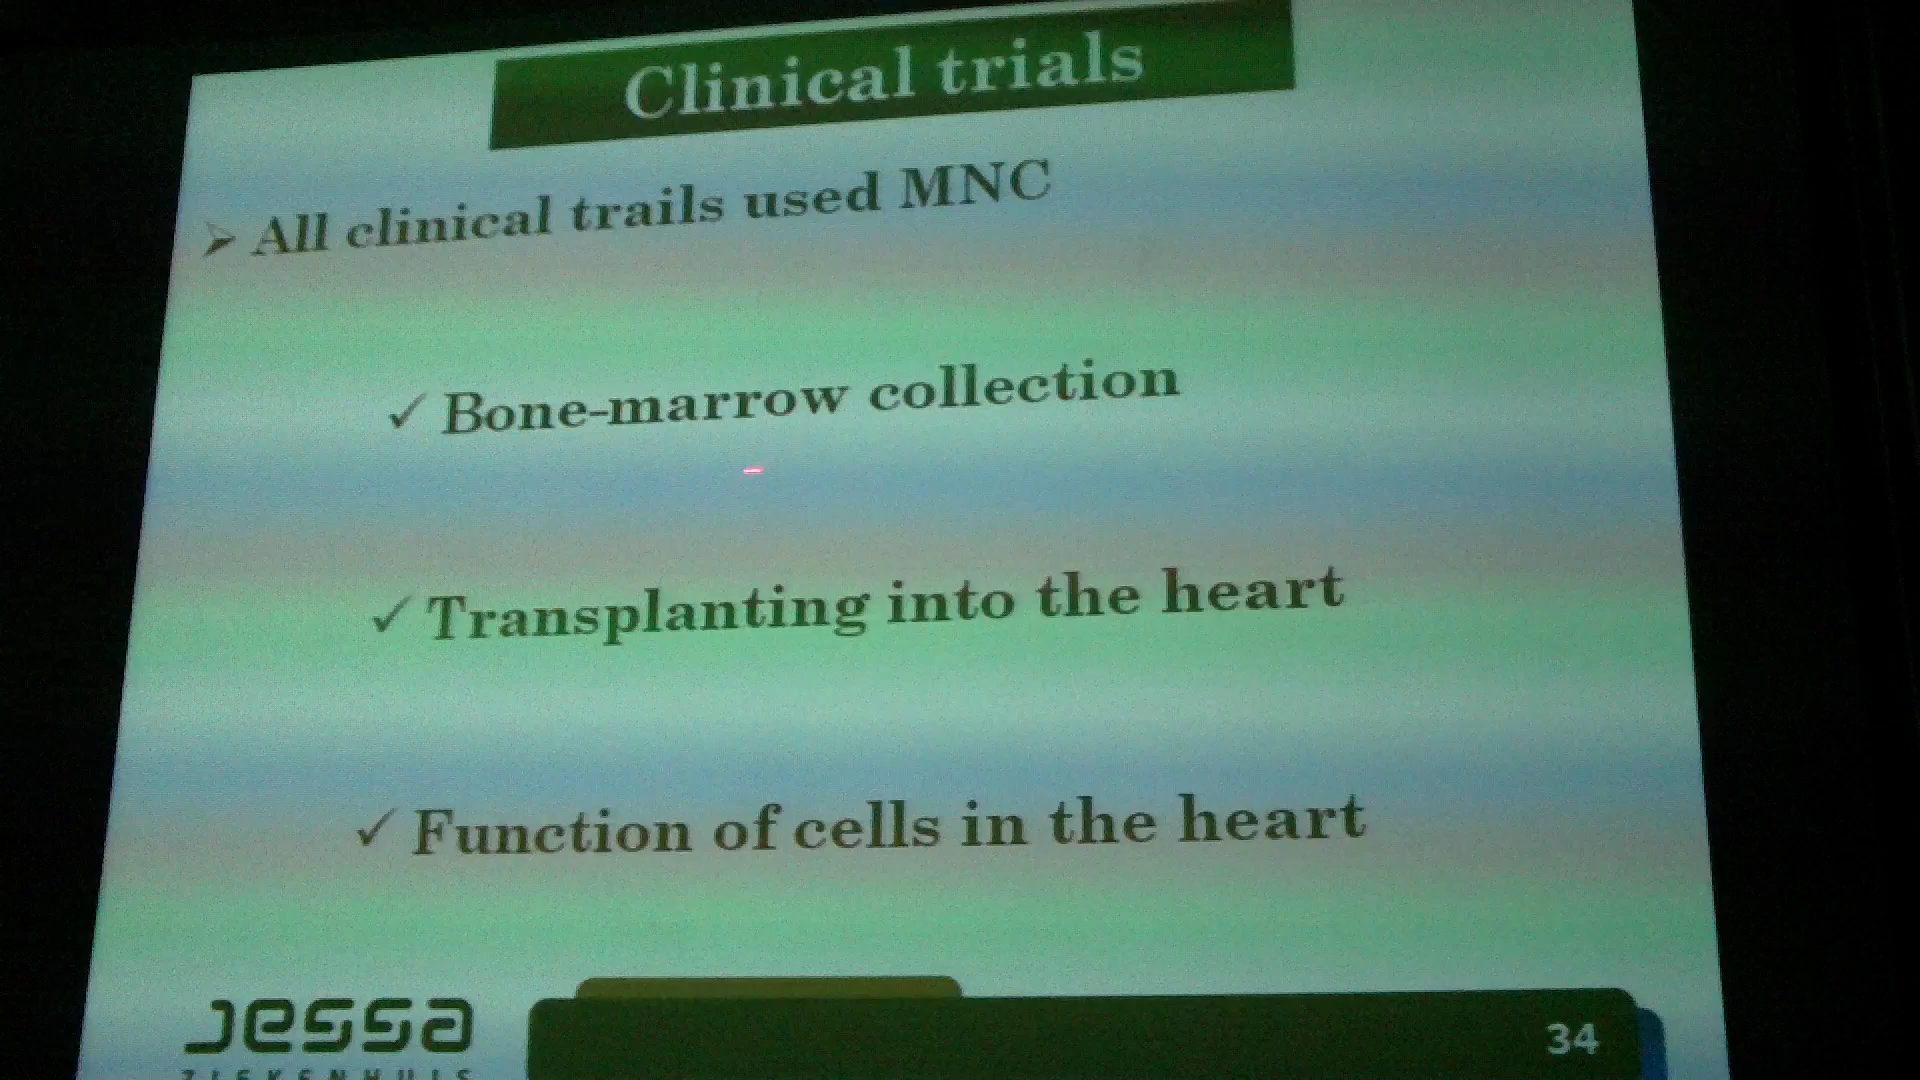 Clinical trials
➢ All clinical trails used MNC
✓ Bone-marrow collection
✓ Transplanting into the heart
✓ Function of cells in the heart
Jessa
ZIEKENHUIS
34